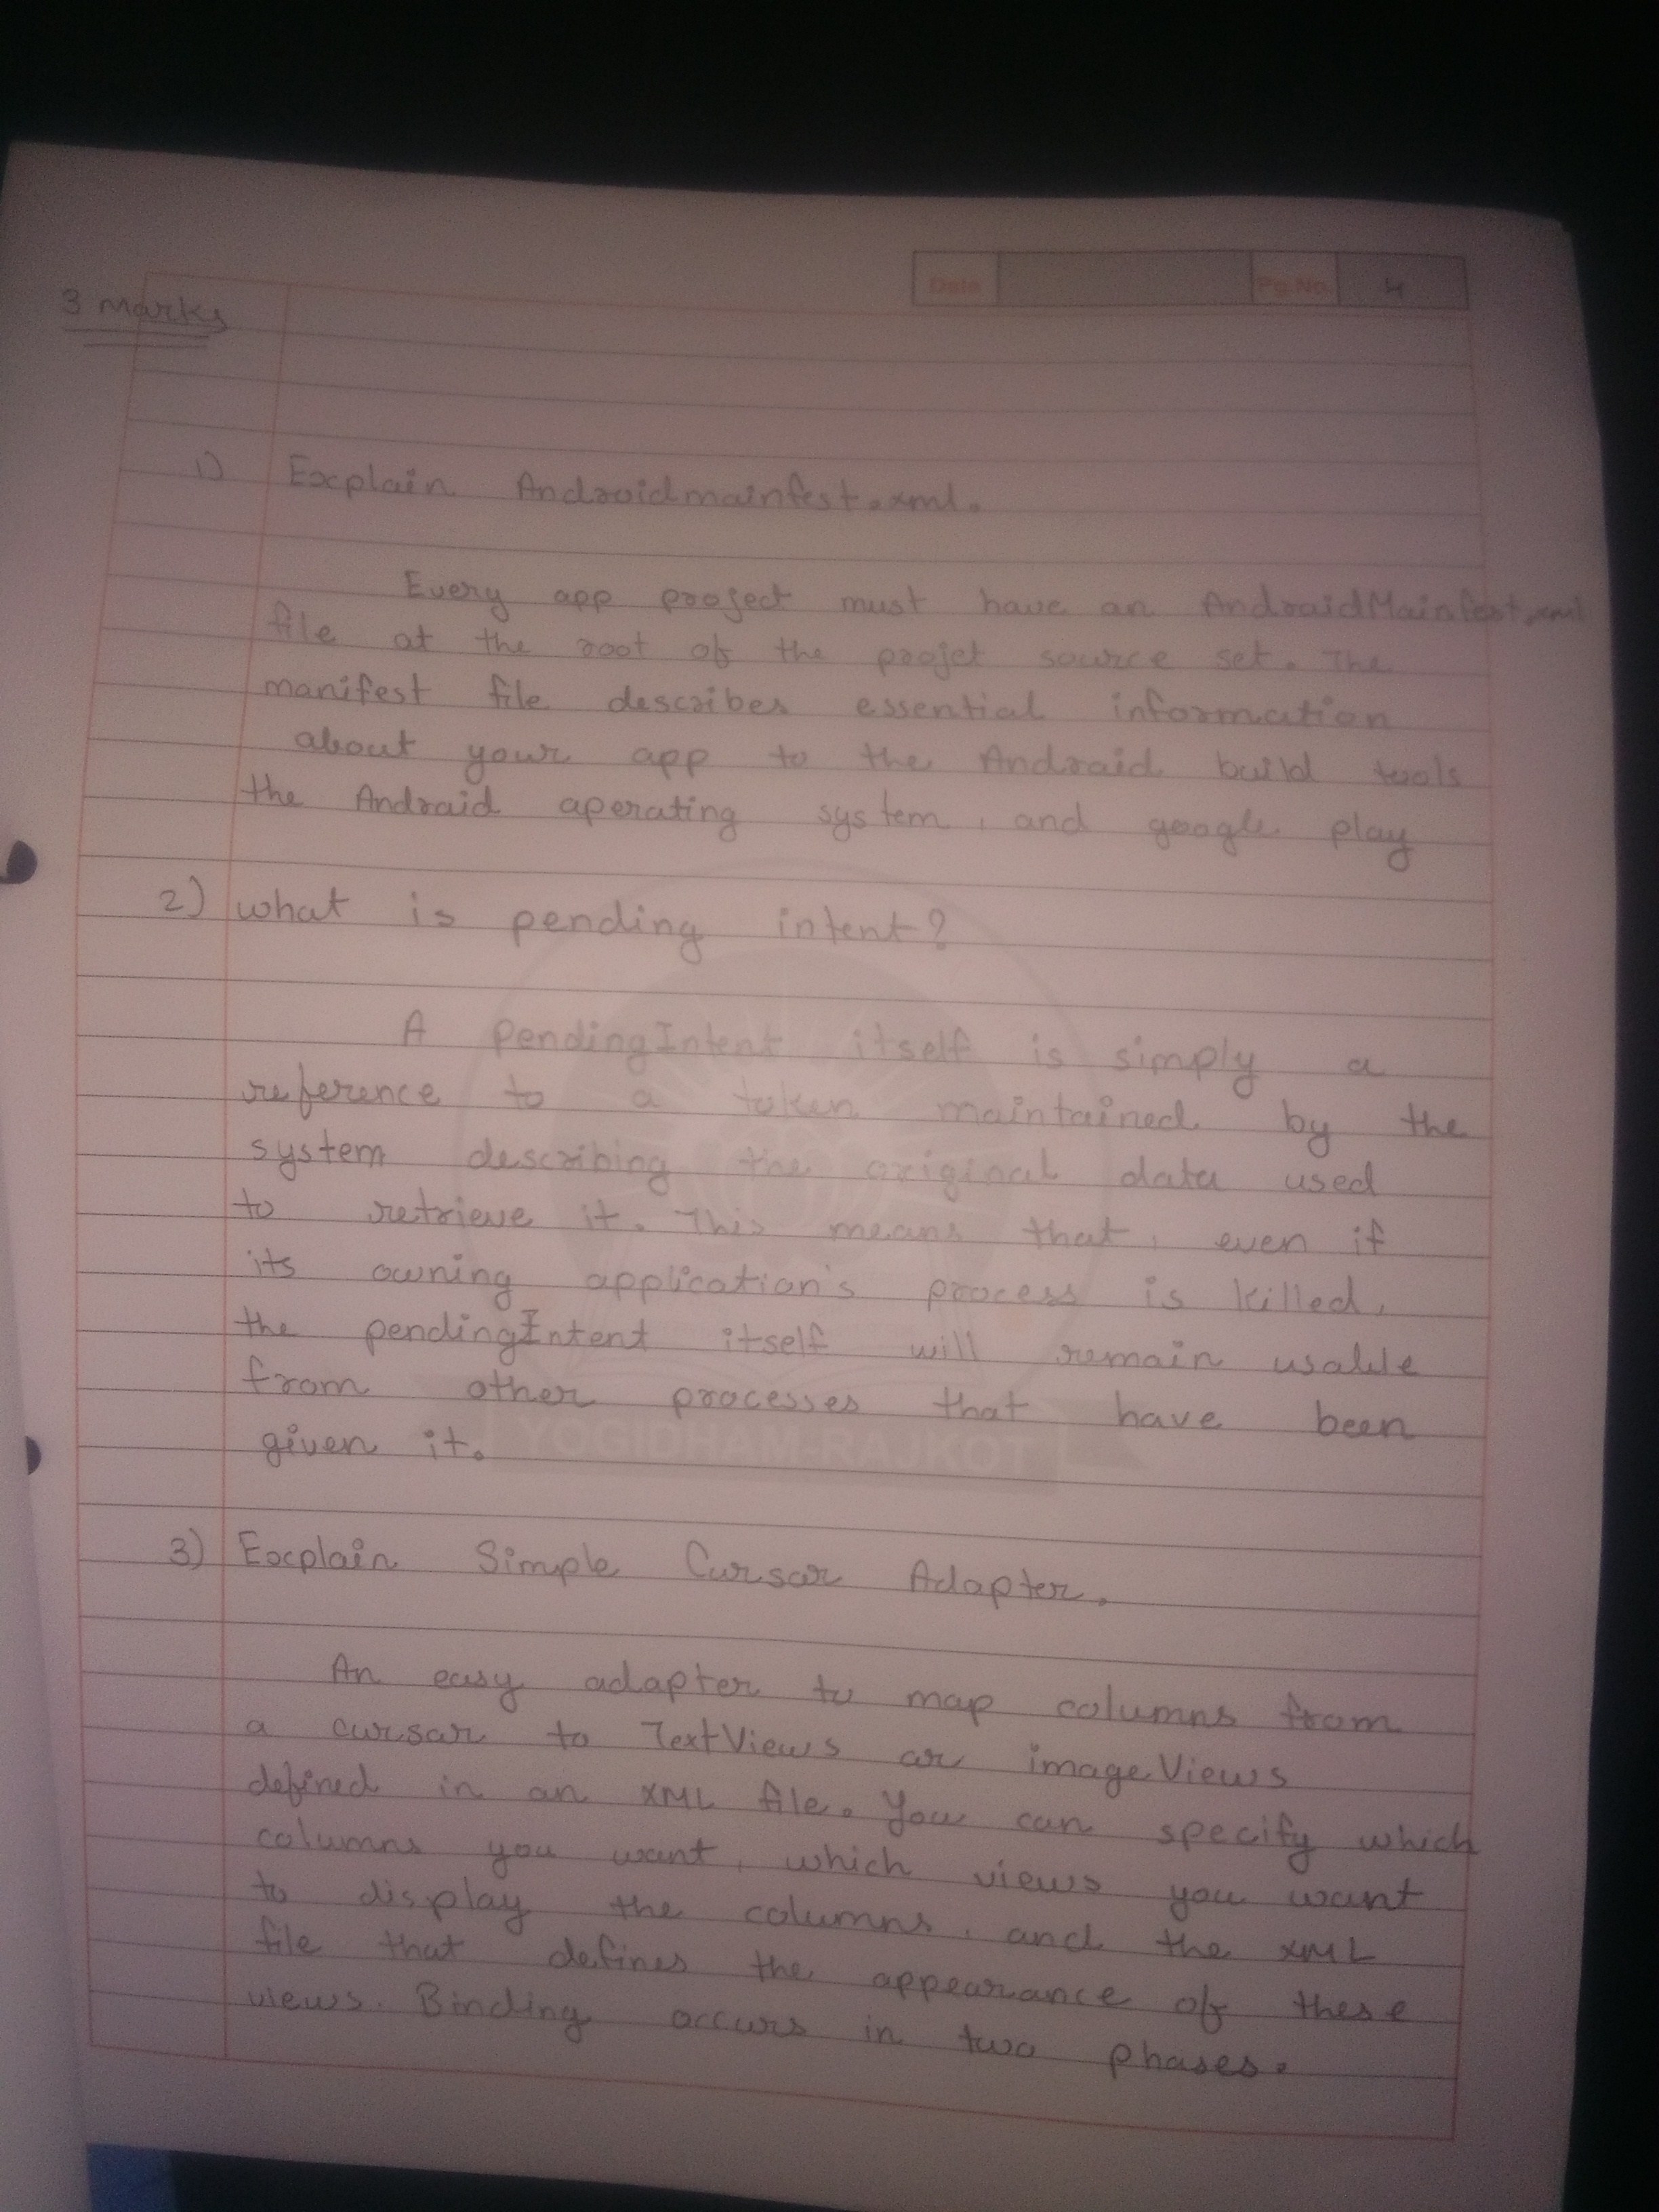 Date Pg.No. 4
3 Marks
1) Explain Androidmainfest.xml.
Every app project must have an AndroidMainfest.xml
file at the root of the projet source set. The
manifest file describes essential information
about your app to the Android build tools
the Android operating system, and google play
2) what is pending intent?
A pendingIntent itself is simply a
reference to a token maintained by the
system describing the original data used
to retrieve it. This means that, even if
its owning application's process is killed,
the pendingIntent itself will remain usable
from other processes that have been
given it.
YOGIDHAM-RAJKOT
3) Explain Simple Cursor Adapter.
An easy adapter to map columns from
a cursor to TextViews or imageViews
defined in an XML file. You can specify which
columns you want, which views you want
to display the columns, and the XML
file that defines the appearance of these
views. Binding occurs in two phases.